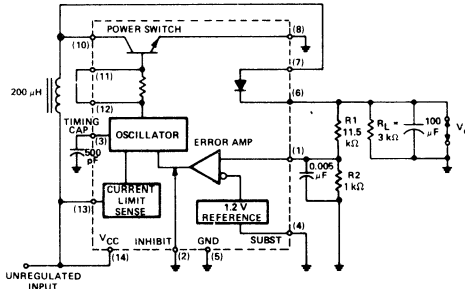 POWER SWITCH
(10)
(8)
(7)
(11)
200 μH
(12)
(6)
TIMING
CAP
(3)
500
pF
OSCILLATOR
ERROR AMP
(1)
R1
11.5
kΩ
RL =
3 kΩ
100
μF
0.005
μF
R2
1 kΩ
CURRENT
LIMIT
SENSE
(13)
1.2 V
REFERENCE
(4)
VCC
INHIBIT
GND
SUBST
(14)
(2)
(5)
UNREGULATED
INPUT